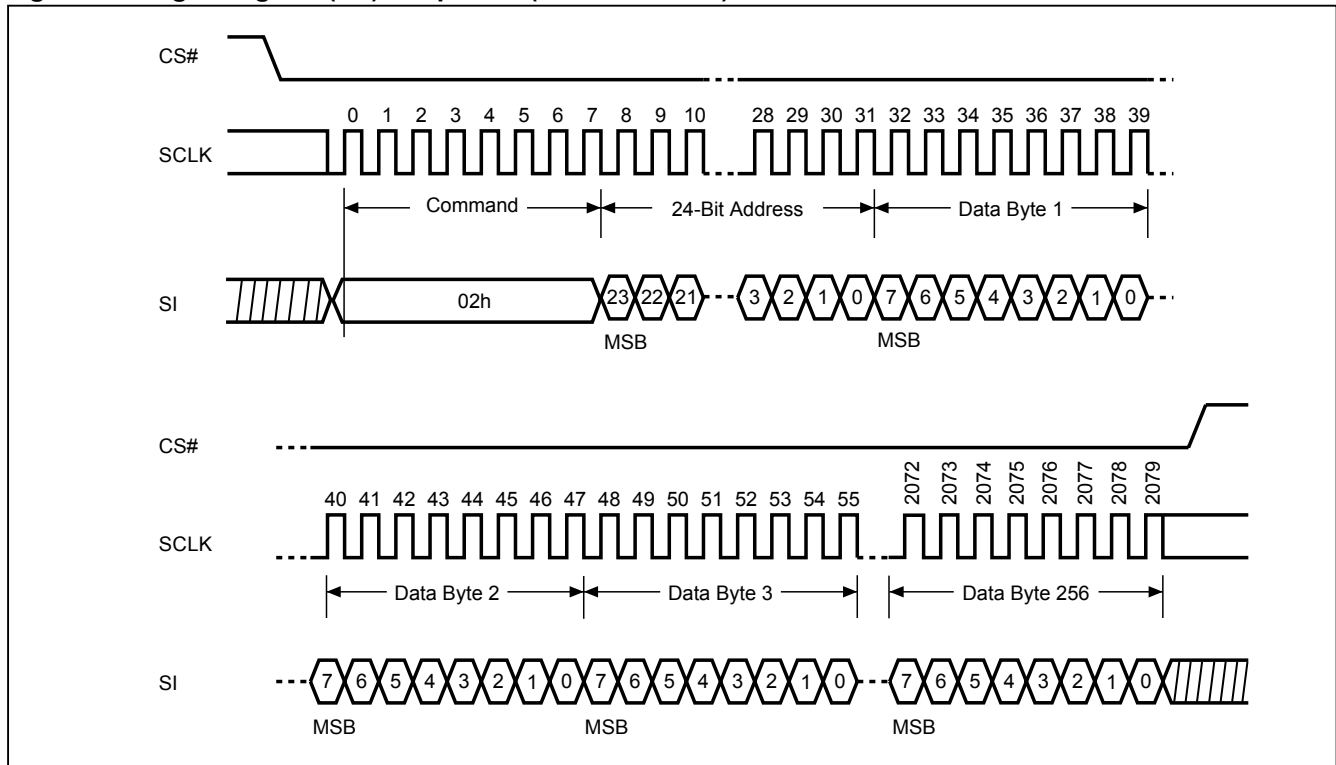 CS#
0 1 2 3 4 5 6 7 8 9 10 28 29 30 31 32 33 34 35 36 37 38 39
SCLK
Command 24-Bit Address Data Byte 1
SI 02h 23 22 21 3 2 1 0 7 6 5 4 3 2 1 0
MSB MSB
CS#
2072 2073 2074 2075 2076 2077 2078 2079
40 41 42 43 44 45 46 47 48 49 50 51 52 53 54 55
SCLK
Data Byte 2 Data Byte 3 Data Byte 256
SI 7 6 5 4 3 2 1 0 7 6 5 4 3 2 1 0 7 6 5 4 3 2 1 0
MSB MSB MSB